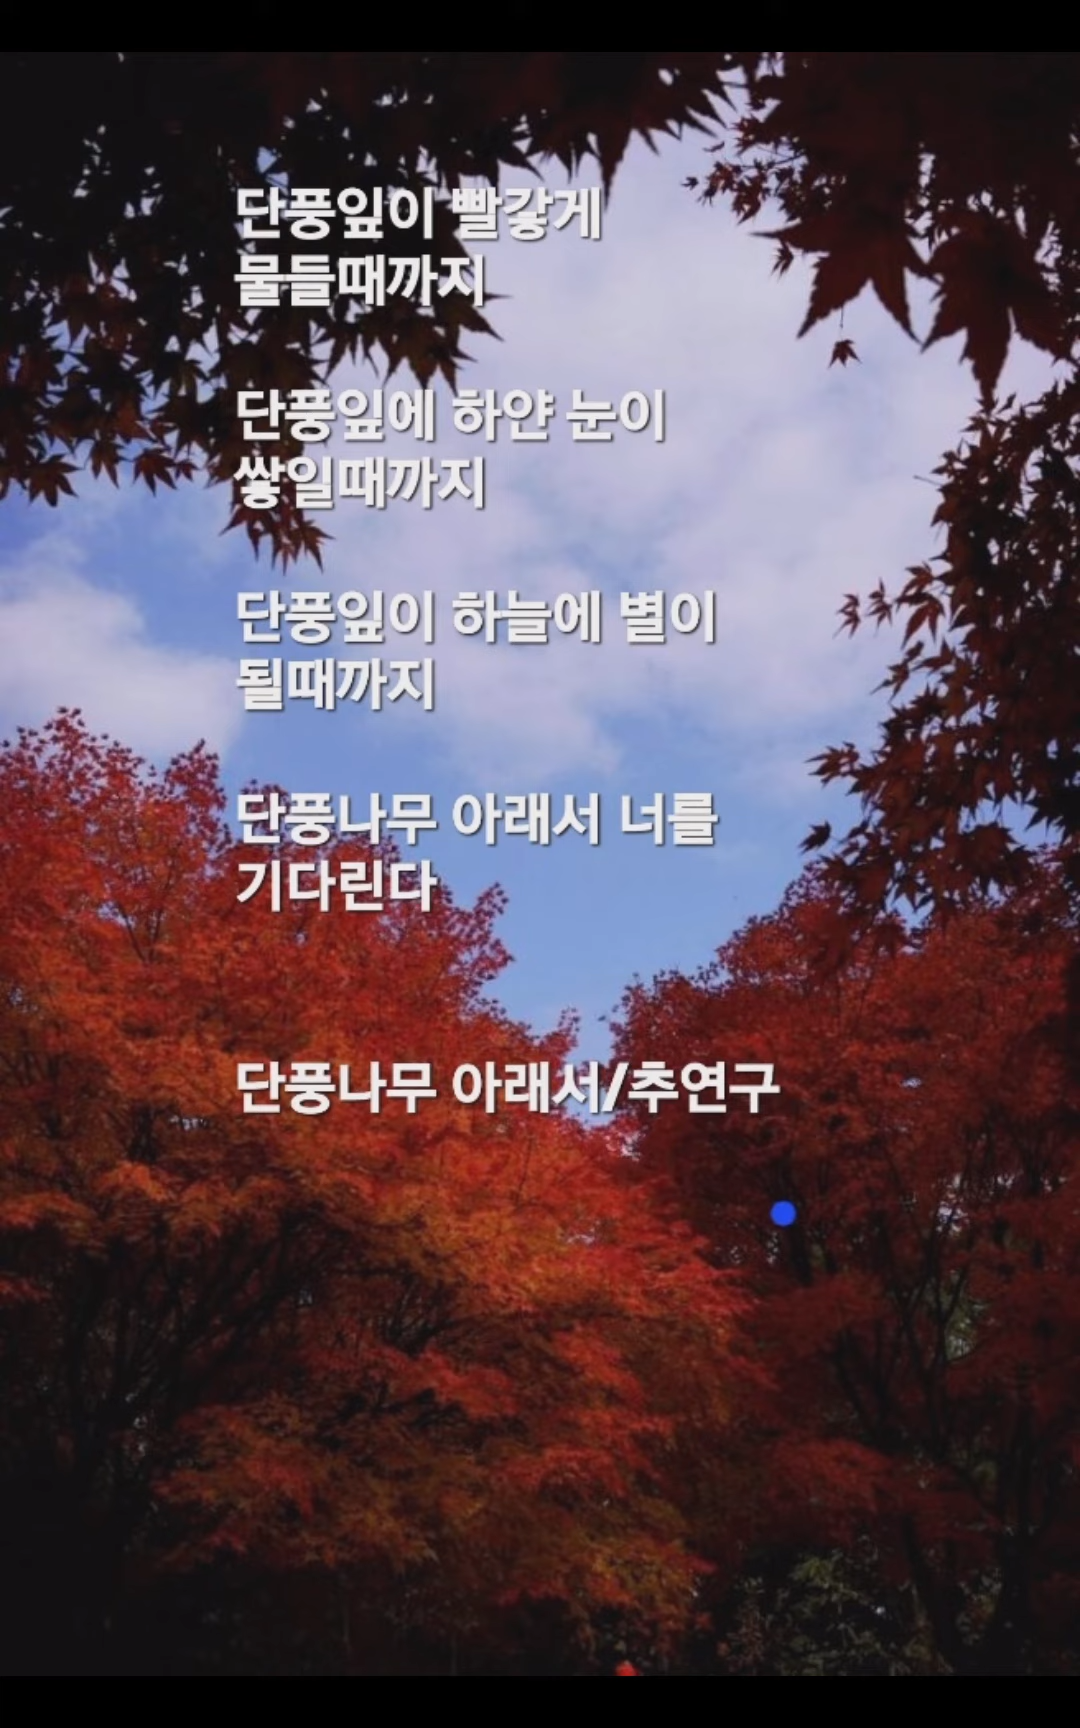 단풍잎이 빨갛게
물들때까지
단풍잎에 하얀 눈이
쌓일때까지
단풍잎이 하늘에 별이
될때까지
단풍나무 아래서 너를
기다린다
단풍나무 아래서/추연구